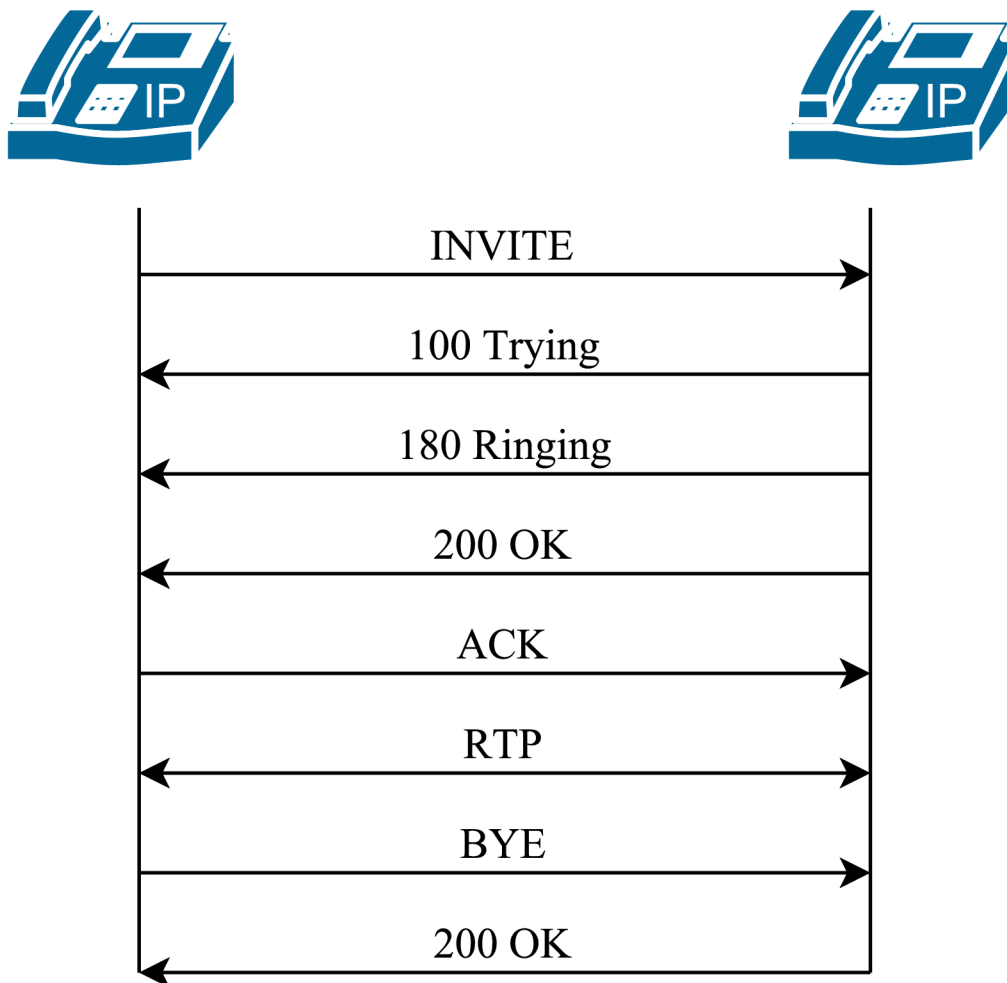 IP
IP
INVITE
100 Trying
180 Ringing
200 OK
ACK
RTP
BYE
200 OK